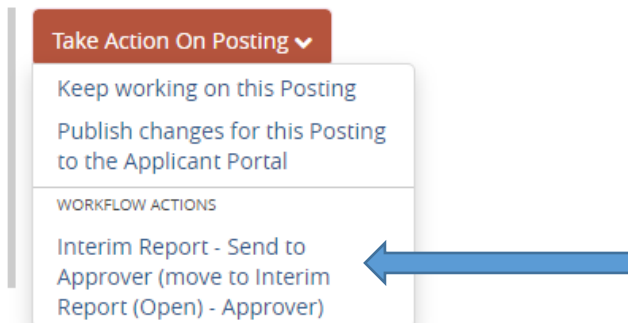 Take Action On Posting
Keep working on this Posting
Publish changes for this Posting
to the Applicant Portal
WORKFLOW ACTIONS
Interim Report - Send to
Approver (move to Interim
Report (Open) - Approver)